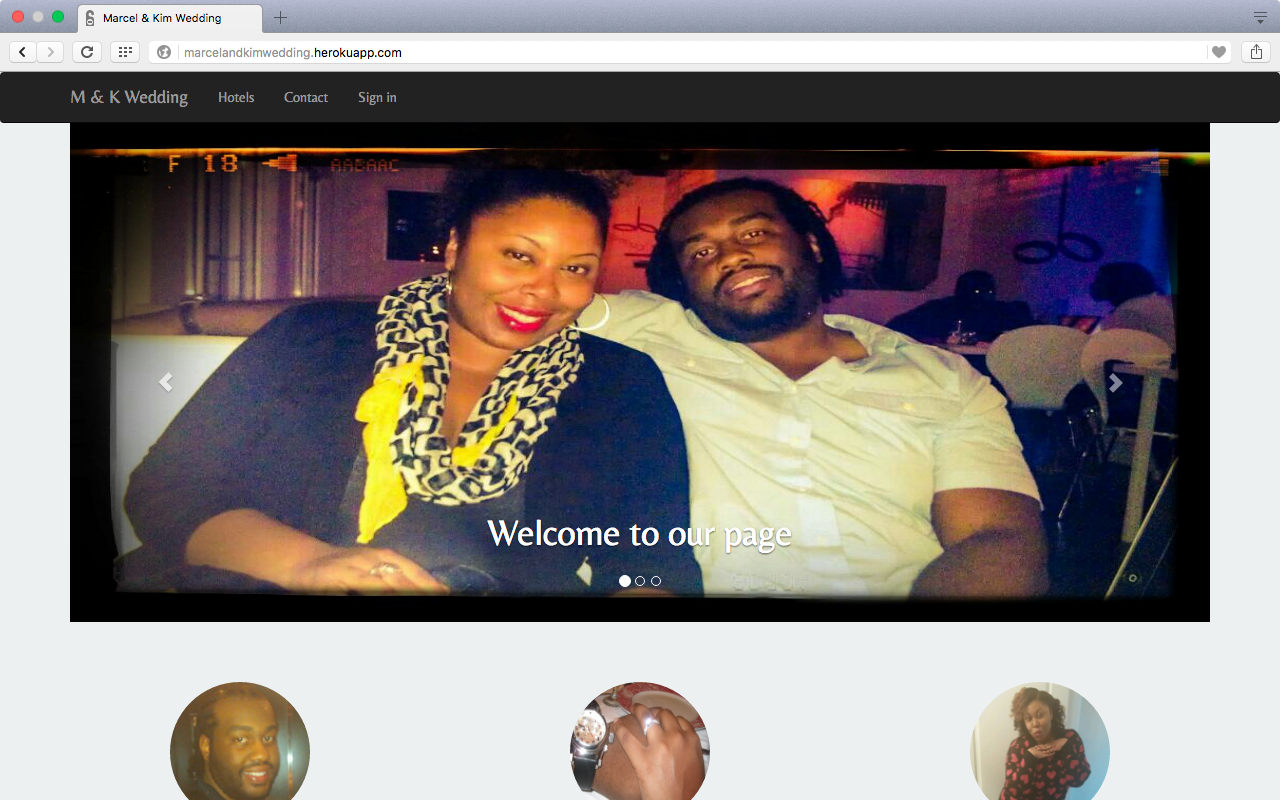 Marcel & Kim Wedding
marcelandkimwedding.herokuapp.com
M & K Wedding
Hotels
Contact
Sign in
F 18
Welcome to our page